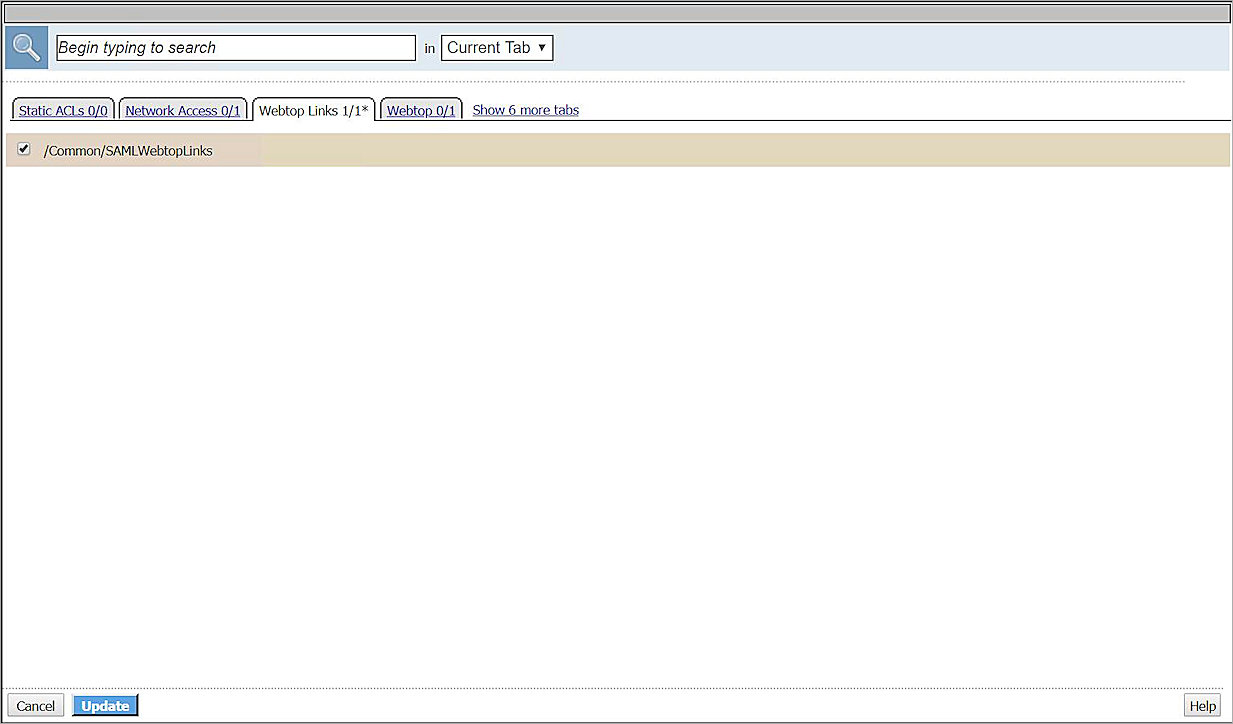 Begin typing to search in Current Tab ▼
Static ACLs 0/0 Network Access 0/1 Webtop Links 1/1* Webtop 0/1 Show 6 more tabs
/Common/SAMLWebtopLinks
Cancel Update Help